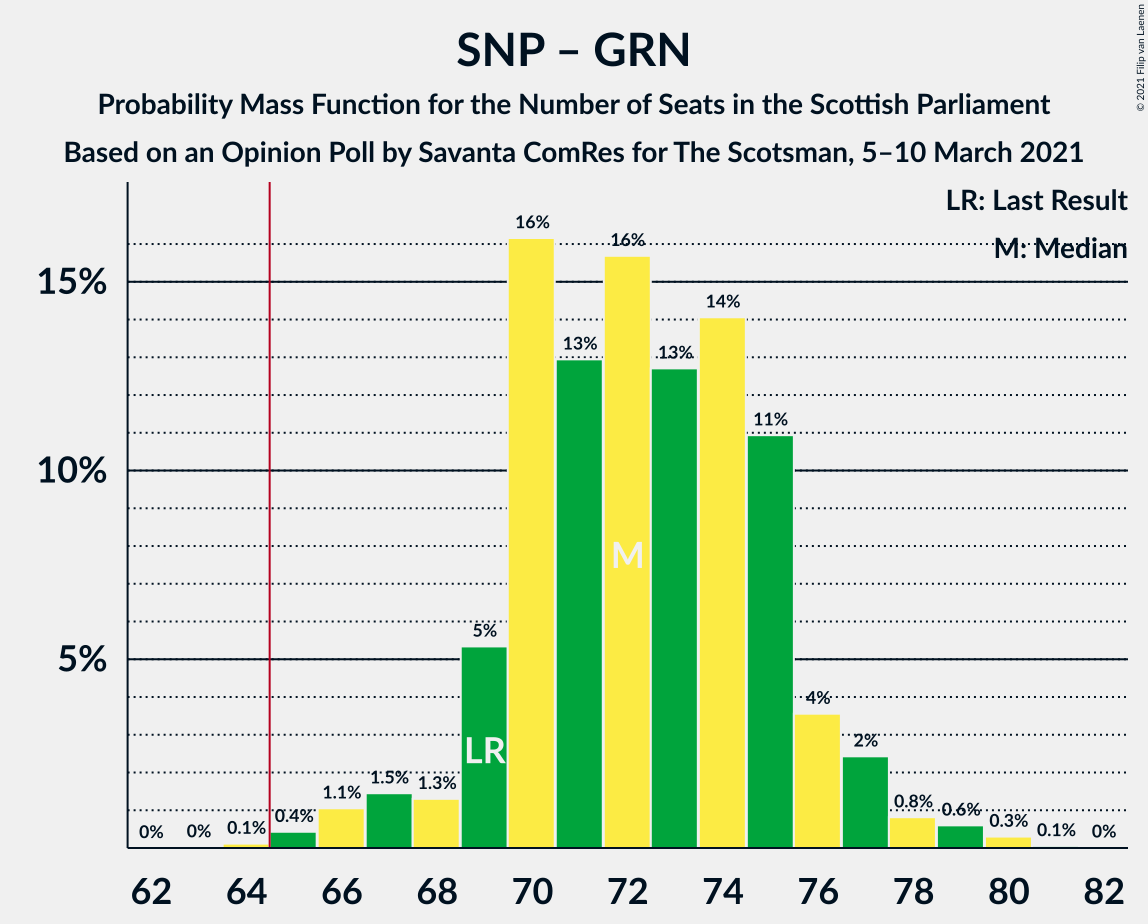 SNP – GRN
Probability Mass Function for the Number of Seats in the Scottish Parliament
Based on an Opinion Poll by Savanta ComRes for The Scotsman, 5–10 March 2021
© 2021 Filip van Laenen
LR: Last Result
M: Median
15%
10%
5%
0%
0%
0.1%
0.4%
1.1%
1.5%
1.3%
5%
16%
13%
16%
13%
14%
11%
4%
2%
0.8%
0.6%
0.3%
0.1%
0%
LR
M
62 64 66 68 70 72 74 76 78 80 82